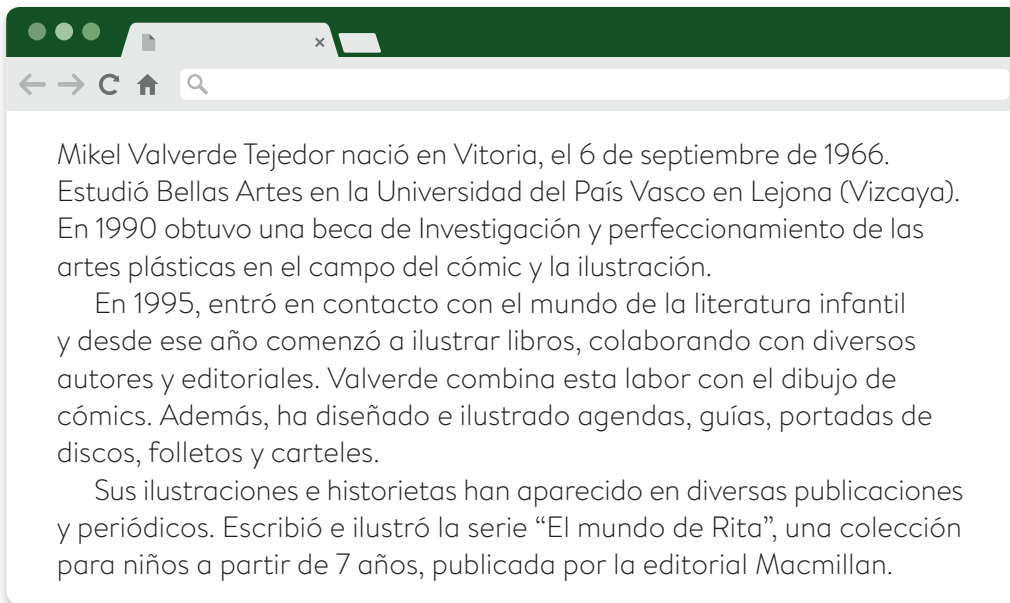 Mikel Valverde Tejedor nació en Vitoria, el 6 de septiembre de 1966.
Estudió Bellas Artes en la Universidad del País Vasco en Lejona (Vizcaya).
En 1990 obtuvo una beca de Investigación y perfeccionamiento de las
artes plásticas en el campo del cómic y la ilustración.
En 1995, entró en contacto con el mundo de la literatura infantil
y desde ese año comenzó a ilustrar libros, colaborando con diversos
autores y editoriales. Valverde combina esta labor con el dibujo de
cómics. Además, ha diseñado e ilustrado agendas, guías, portadas de
discos, folletos y carteles.
Sus ilustraciones e historietas han aparecido en diversas publicaciones
y periódicos. Escribió e ilustró la serie “El mundo de Rita”, una colección
para niños a partir de 7 años, publicada por la editorial Macmillan.